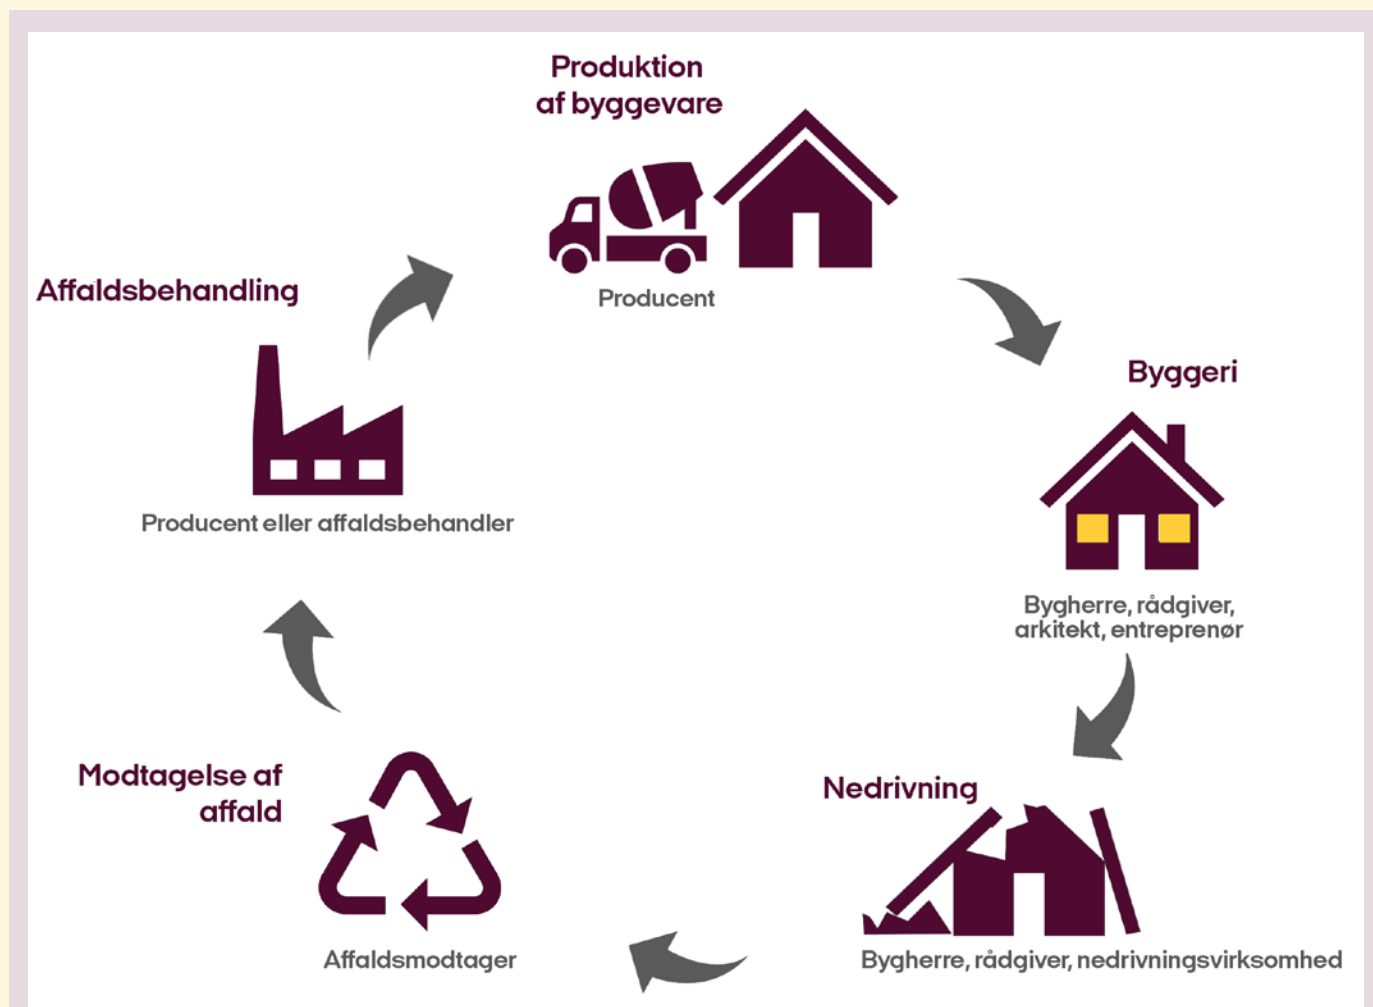 Produktion
af byggevare
Producent
Byggeri
Bygherre, rådgiver,
arkitekt, entreprenør
Nedrivning
Bygherre, rådgiver, nedrivningsvirksomhed
Modtagelse af
affald
Affaldsmodtager
Affaldsbehandling
Producent eller affaldsbehandler